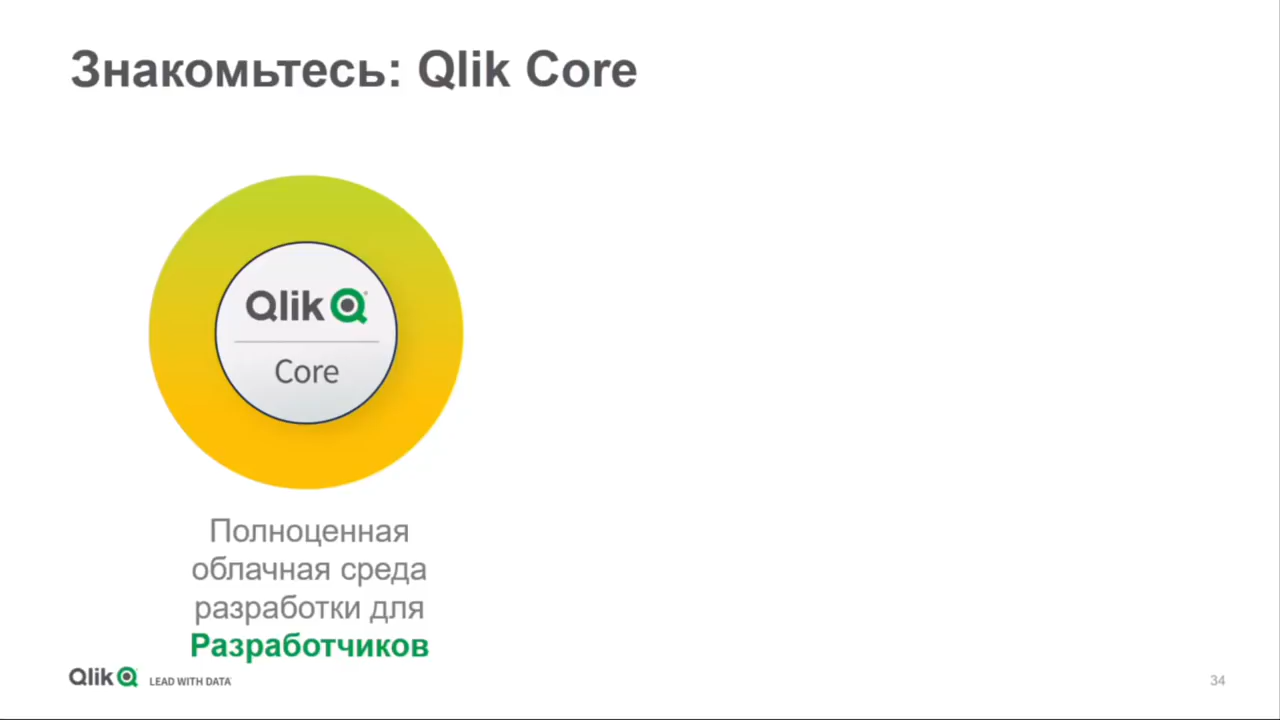 Знакомьтесь: Qlik Core
Qlik
Core
Полноценная
облачная среда
разработки для
Разработчиков
Qlik LEAD WITH DATA
34